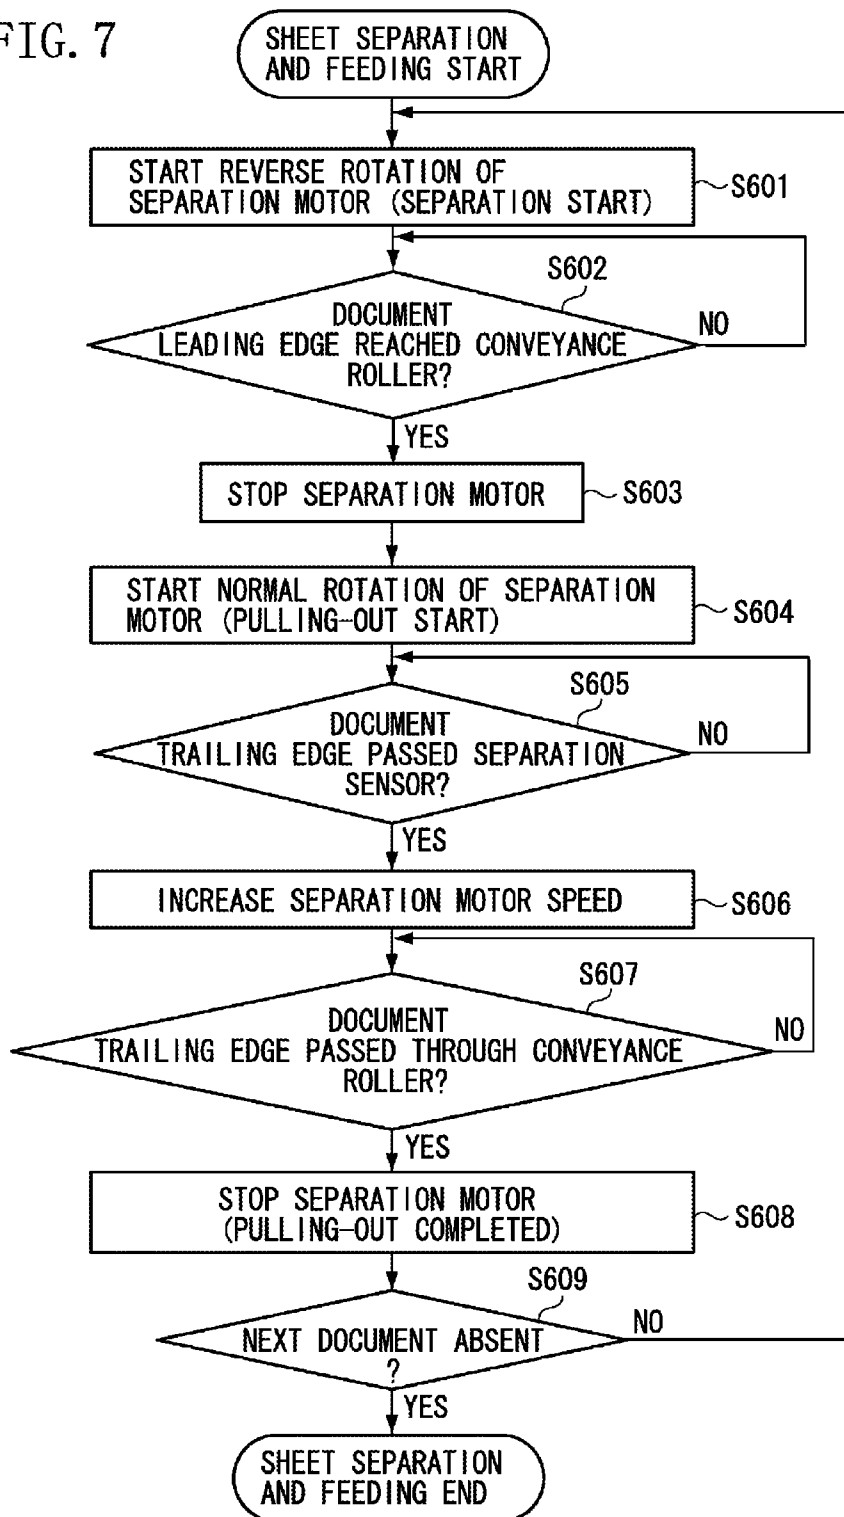 FIG. 7
SHEET SEPARATION
AND FEEDING START
START REVERSE ROTATION OF
SEPARATION MOTOR (SEPARATION START)
S601
S602
DOCUMENT
LEADING EDGE REACHED CONVEYANCE
ROLLER?
NO
YES
STOP SEPARATION MOTOR
S603
START NORMAL ROTATION OF SEPARATION
MOTOR (PULLING-OUT START)
S604
S605
DOCUMENT
TRAILING EDGE PASSED SEPARATION
SENSOR?
NO
YES
INCREASE SEPARATION MOTOR SPEED
S606
S607
DOCUMENT
TRAILING EDGE PASSED THROUGH CONVEYANCE
ROLLER?
NO
YES
STOP SEPARATION MOTOR
(PULLING-OUT COMPLETED)
S608
S609
NEXT DOCUMENT ABSENT
?
NO
YES
SHEET SEPARATION
AND FEEDING END